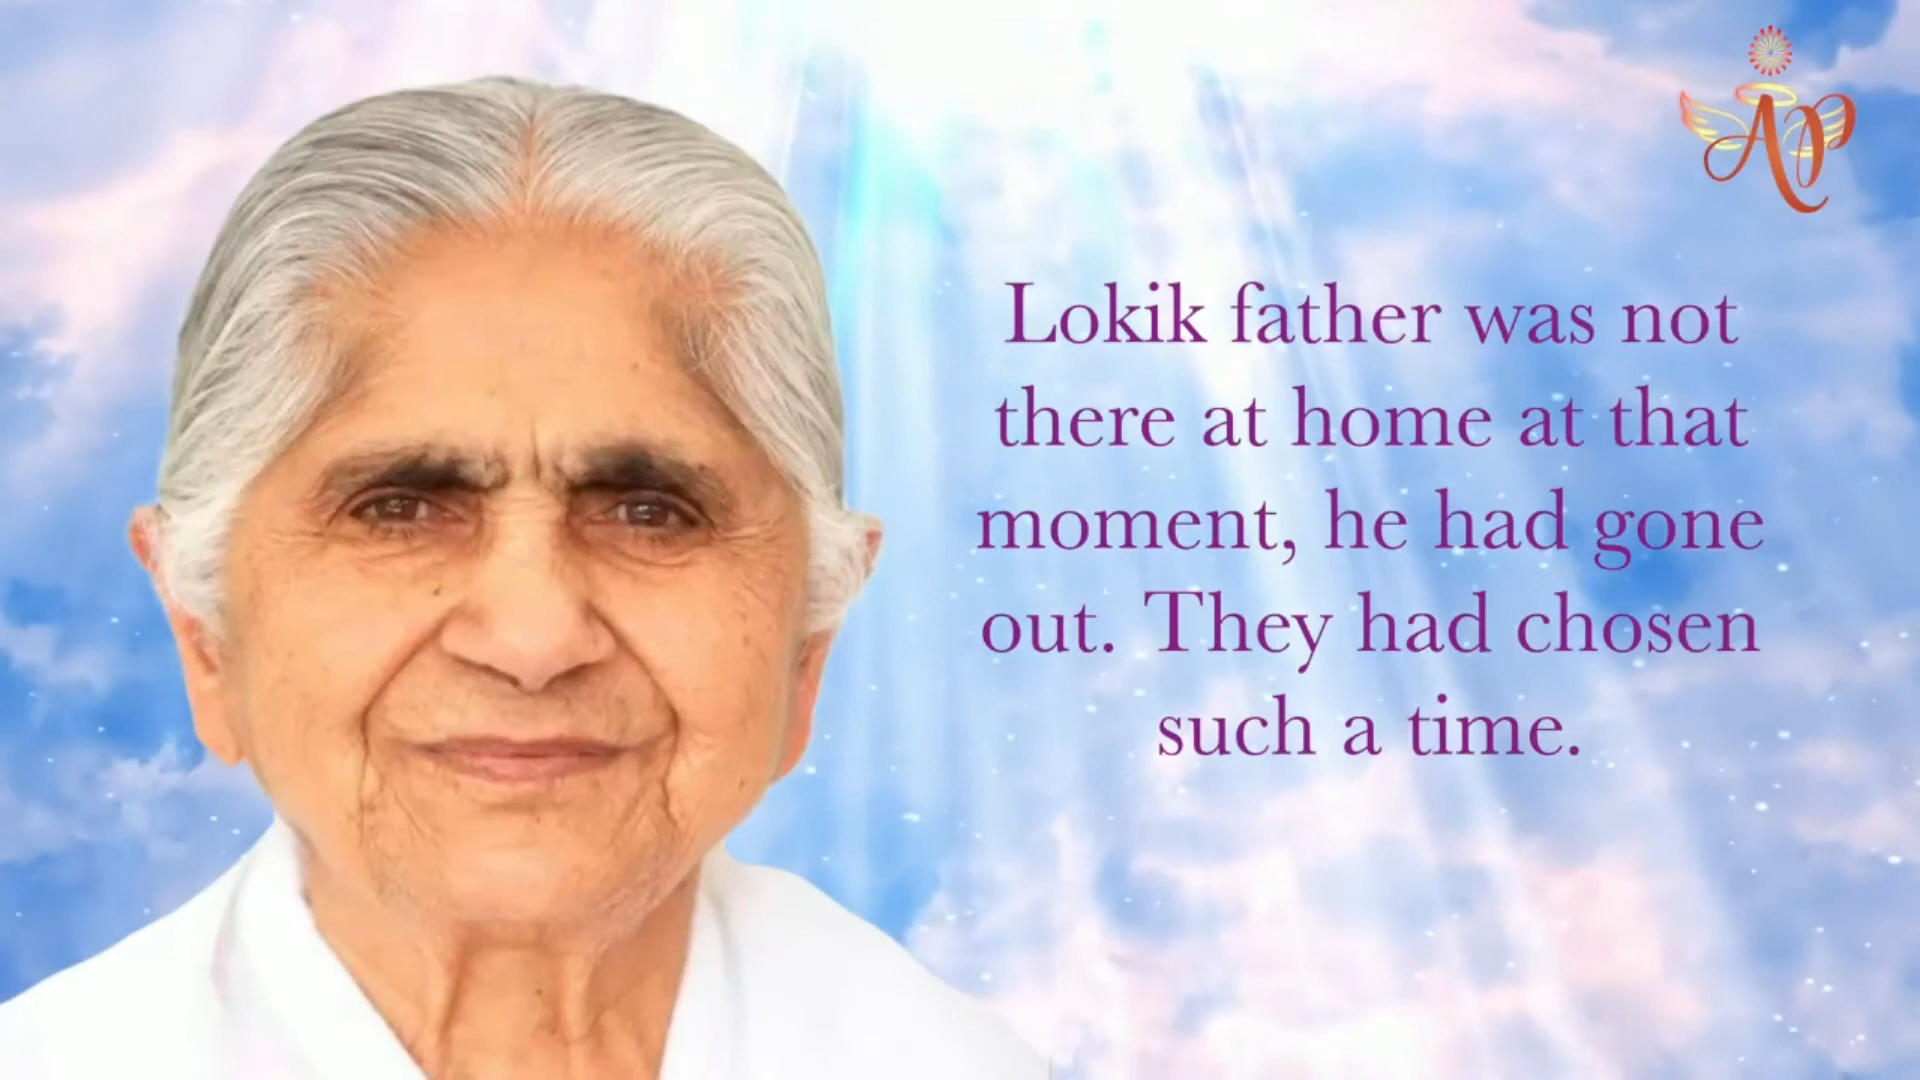 AP
Lokik father was not
there at home at that
moment, he had gone
out. They had chosen
such a time.